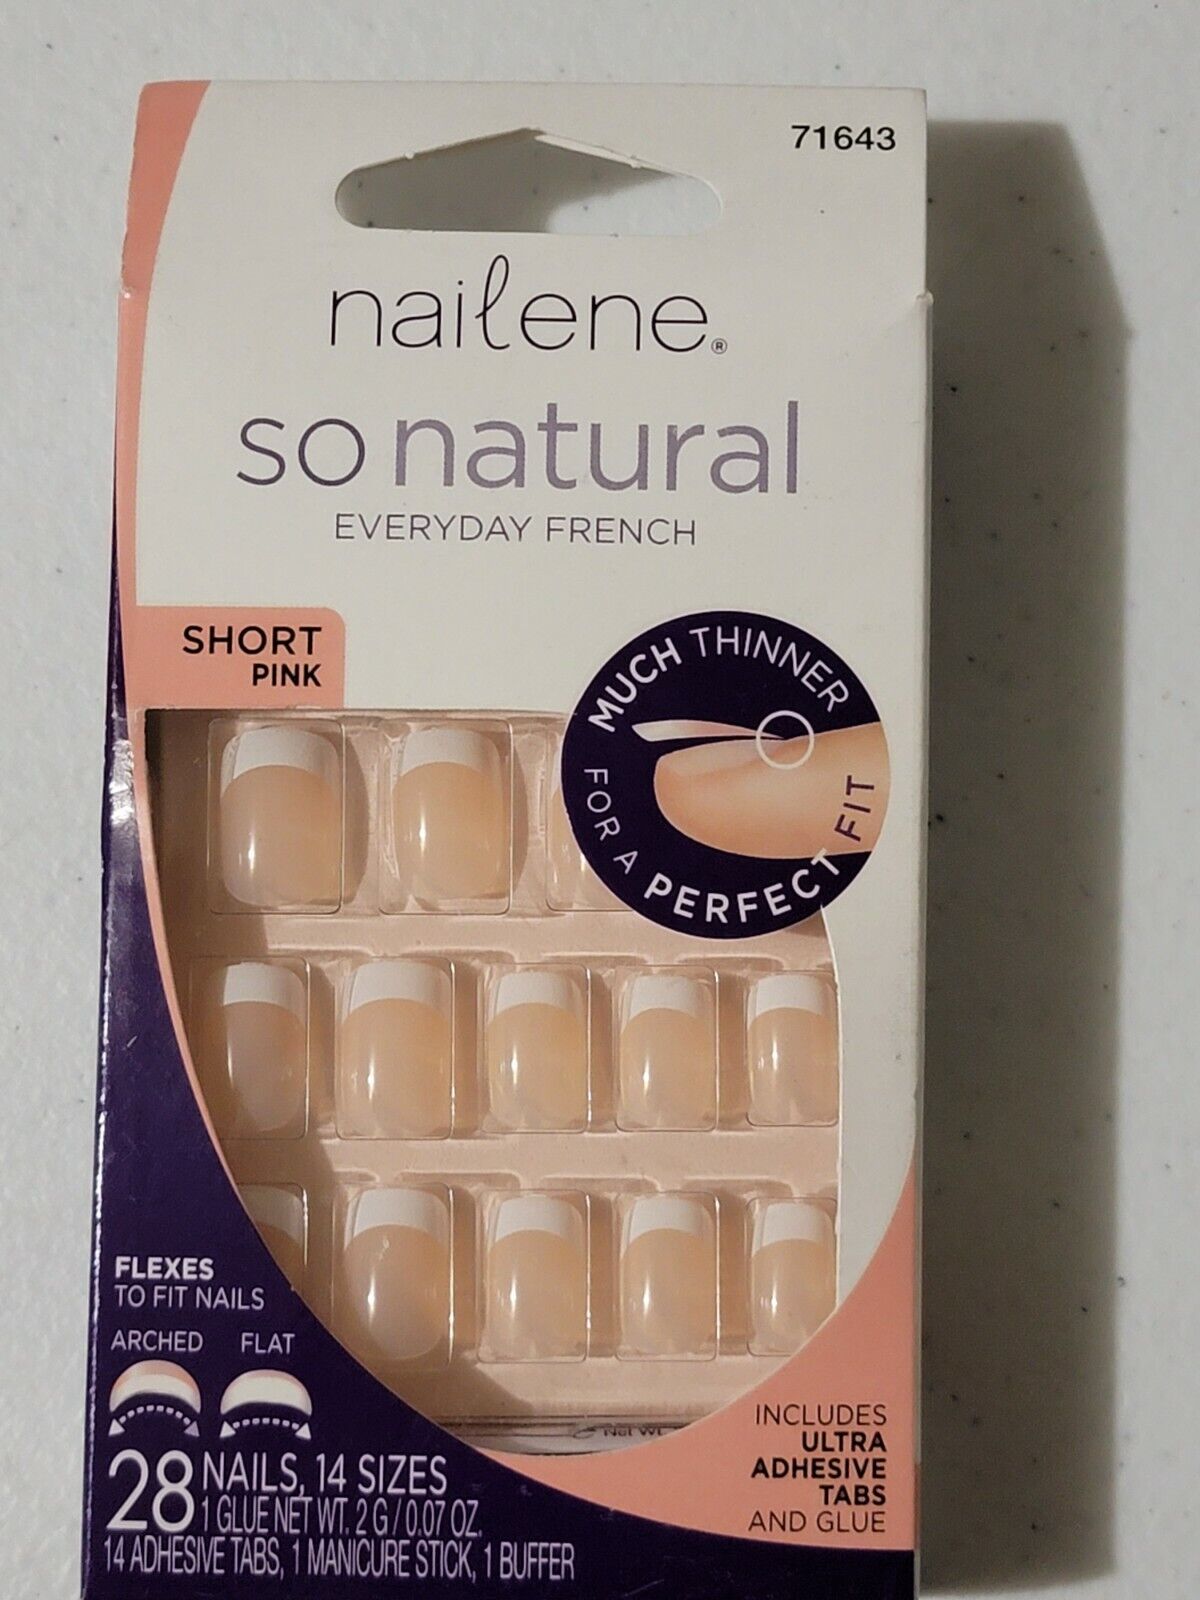 71643
nailene®
so natural
EVERYDAY FRENCH
SHORT
PINK
MUCH THINNER
FOR A PERFECT FIT
FLEXES
TO FIT NAILS
ARCHED FLAT
28 NAILS, 14 SIZES
1 GLUE NET WT. 2 G / 0.07 OZ.
14 ADHESIVE TABS, 1 MANICURE STICK, 1 BUFFER
Net Wt.
INCLUDES
ULTRA
ADHESIVE
TABS
AND GLUE